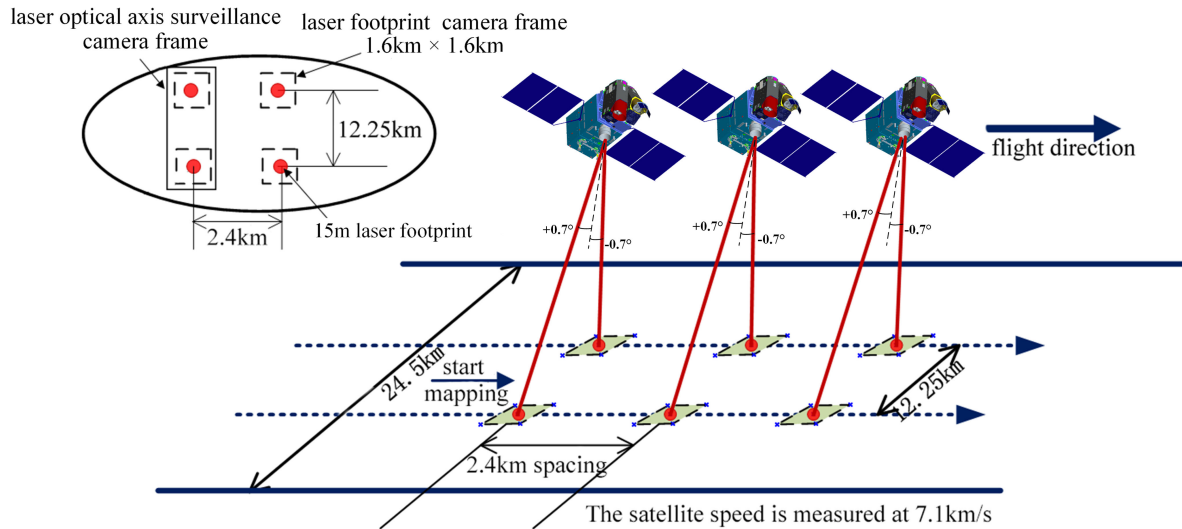 laser optical axis surveillance
camera frame
laser footprint camera frame
1.6km × 1.6km
12.25km
2.4km
15m laser footprint
flight direction
+0.7°
-0.7°
+0.7°
-0.7°
+0.7°
-0.7°
24.5km
start
mapping
12.25km
2.4km spacing
The satellite speed is measured at 7.1km/s